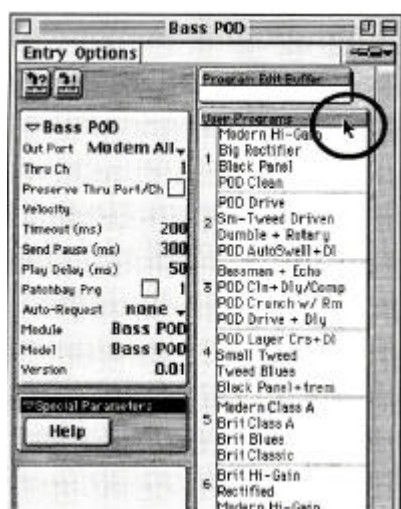 Bass POD
Entry Options
Program Edit Buffer
User Programs
Bass POD
Out Port Modem All
Thru Ch 1
Preserve Thru Port/Ch
Velocity
Timeout (ms) 200
Send Pause (ms) 300
Play Delay (ms) 50
Patchbay Prg 1
Auto-Request none
Module Bass POD
Model Bass POD
Version 0.01
Special Parameters
Help
1
Modern Hi-Gain
Big Rectifier
Black Panel
POD Clean
2
POD Drive
Sm-Tweed Driven
Dumble + Rotary
POD AutoSwell+Dl
3
Bassman + Echo
POD Cln+Dly/Comp
POD Crunch w/ Rm
POD Drive + Dly
4
POD Layer Crs+Dl
Small Tweed
Tweed Blues
Black Panel+trem
5
Modern Class A
Brit Class A
Brit Blues
Brit Classic
6
Brit Hi-Gain
Rectified
Modern Hi-Gain